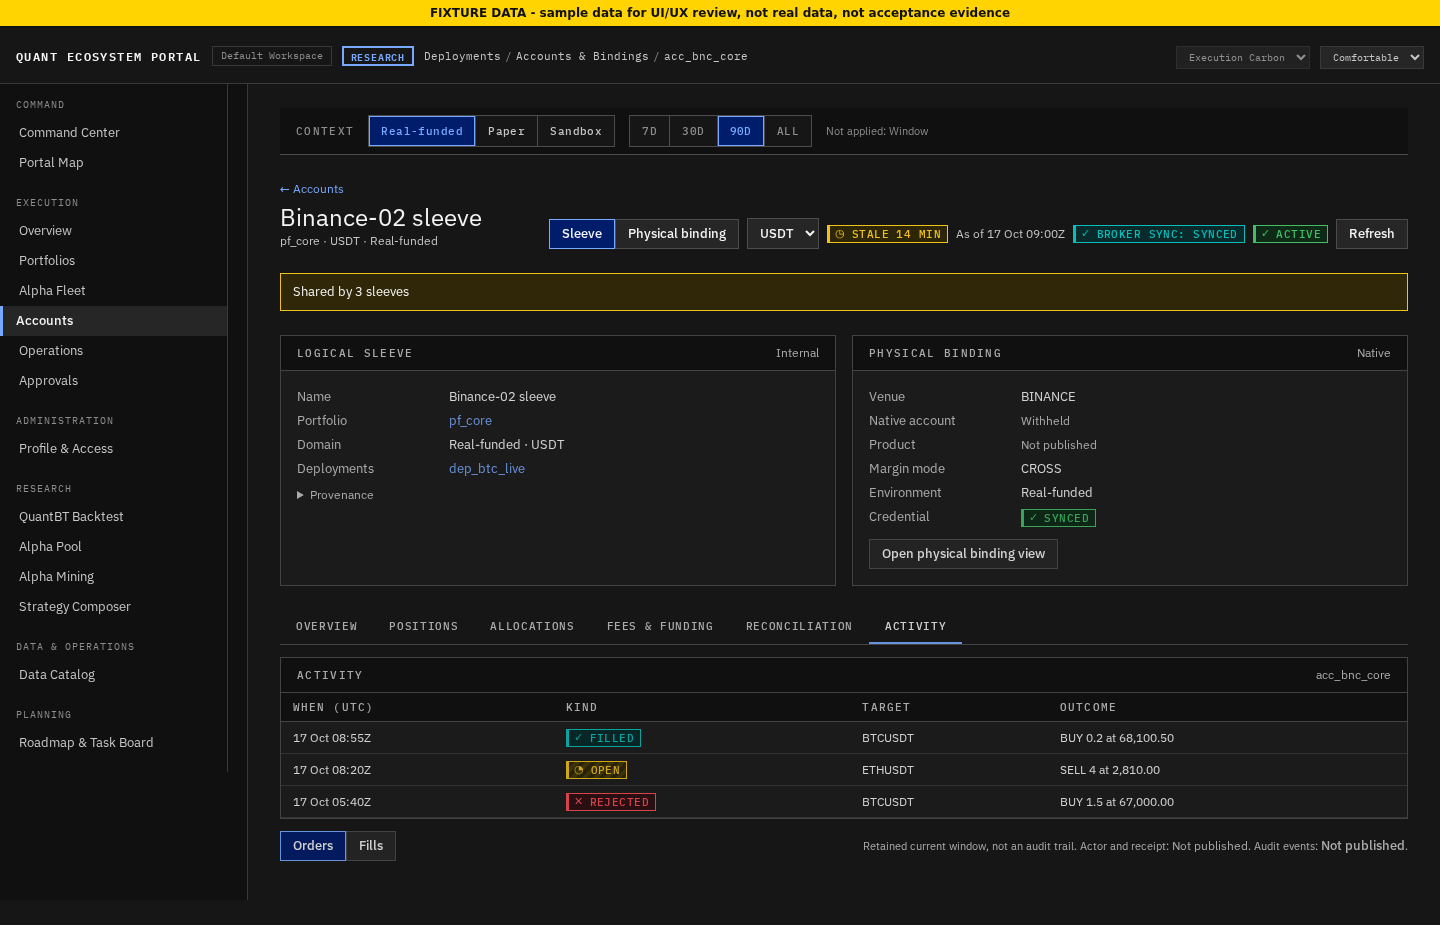 FIXTURE DATA - sample data for UI/UX review, not real data, not acceptance evidence
QUANT ECOSYSTEM PORTAL Default Workspace RESEARCH Deployments / Accounts & Bindings / acc_bnc_core Execution Carbon Comfortable
COMMAND
Command Center
Portal Map
EXECUTION
Overview
Portfolios
Alpha Fleet
Accounts
Operations
Approvals
ADMINISTRATION
Profile & Access
RESEARCH
QuantBT Backtest
Alpha Pool
Alpha Mining
Strategy Composer
DATA & OPERATIONS
Data Catalog
PLANNING
Roadmap & Task Board
CONTEXT Real-funded Paper Sandbox 7D 30D 90D ALL Not applied: Window
← Accounts
Binance-02 sleeve
pf_core · USDT · Real-funded
Sleeve Physical binding USDT ◷ STALE 14 MIN As of 17 Oct 09:00Z ✓ BROKER SYNC: SYNCED ✓ ACTIVE Refresh
Shared by 3 sleeves
LOGICAL SLEEVE Internal
Name Binance-02 sleeve
Portfolio pf_core
Domain Real-funded · USDT
Deployments dep_btc_live
▶ Provenance
PHYSICAL BINDING Native
Venue BINANCE
Native account Withheld
Product Not published
Margin mode CROSS
Environment Real-funded
Credential ✓ SYNCED
Open physical binding view
OVERVIEW POSITIONS ALLOCATIONS FEES & FUNDING RECONCILIATION ACTIVITY
ACTIVITY acc_bnc_core
WHEN (UTC) KIND TARGET OUTCOME
17 Oct 08:55Z ✓ FILLED BTCUSDT BUY 0.2 at 68,100.50
17 Oct 08:20Z ◔ OPEN ETHUSDT SELL 4 at 2,810.00
17 Oct 05:40Z ✕ REJECTED BTCUSDT BUY 1.5 at 67,000.00
Orders Fills Retained current window, not an audit trail. Actor and receipt: Not published. Audit events: Not published.